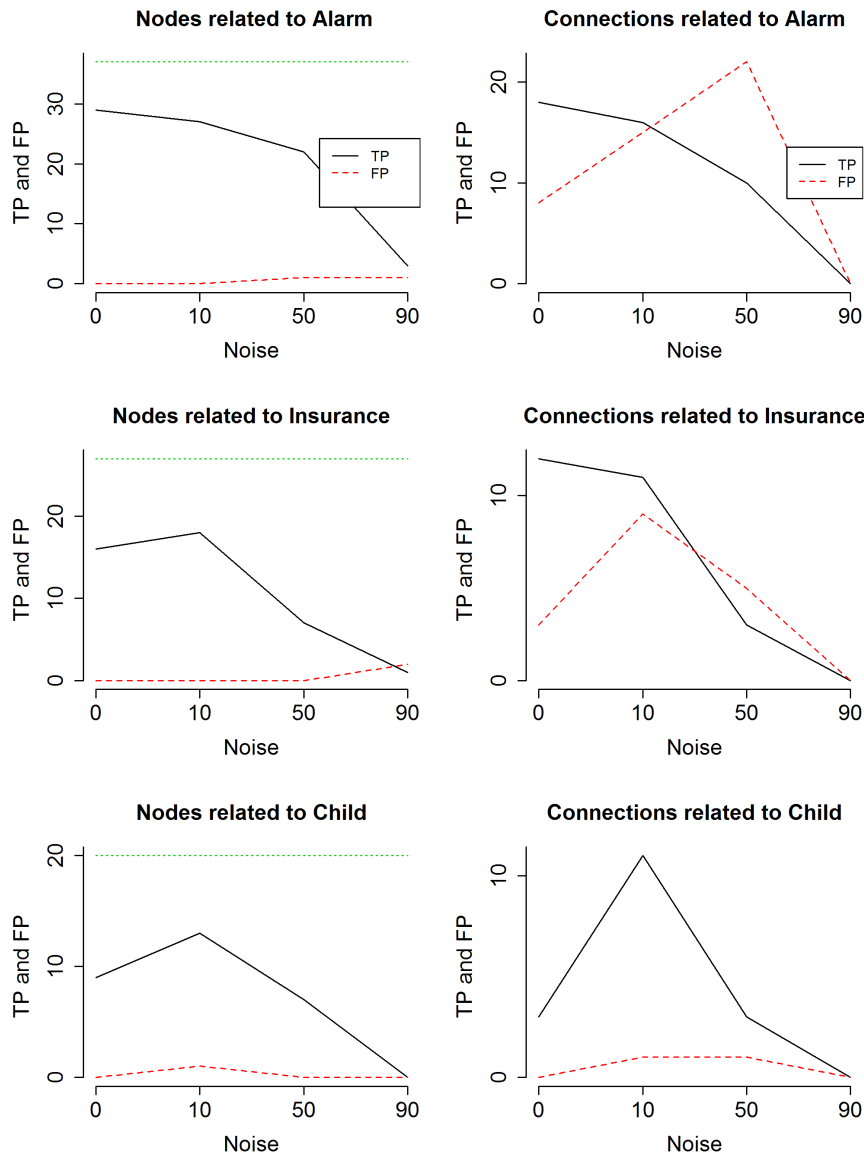 Nodes related to Alarm
TP and FP
0 10 20 30
TP
FP
0 10 50 90
Noise
Connections related to Alarm
TP and FP
0 10 20
TP
FP
0 10 50 90
Noise
Nodes related to Insurance
TP and FP
0 10 20
0 10 50 90
Noise
Connections related to Insurance
TP and FP
0 10
0 10 50 90
Noise
Nodes related to Child
TP and FP
0 10 20
0 10 50 90
Noise
Connections related to Child
TP and FP
0 10
0 10 50 90
Noise